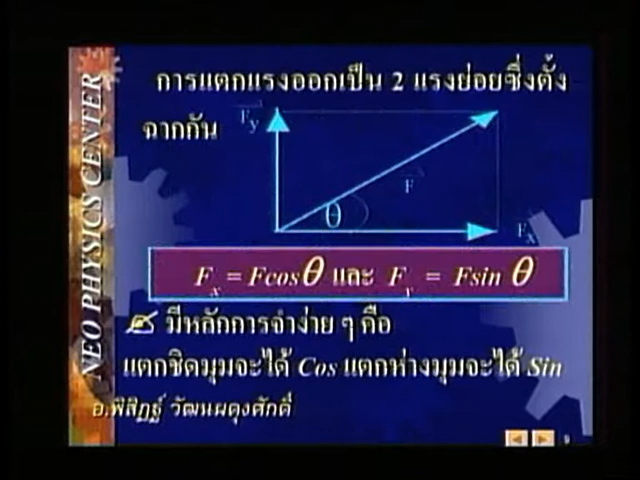 NEO PHYSICS CENTER
การแตกแรงออกเป็น 2 แรงย่อยซึ่งตั้ง
ฉากกัน
Fy
F
θ
Fx
Fx = Fcosθ และ Fy = Fsin θ
✍ มีหลักการจำง่าย ๆ คือ
แตกชิดมุมจะได้ Cos แตกห่างมุมจะได้ Sin
อ.พิสิฏฐ์ วัฒนผดุงศักดิ์
9